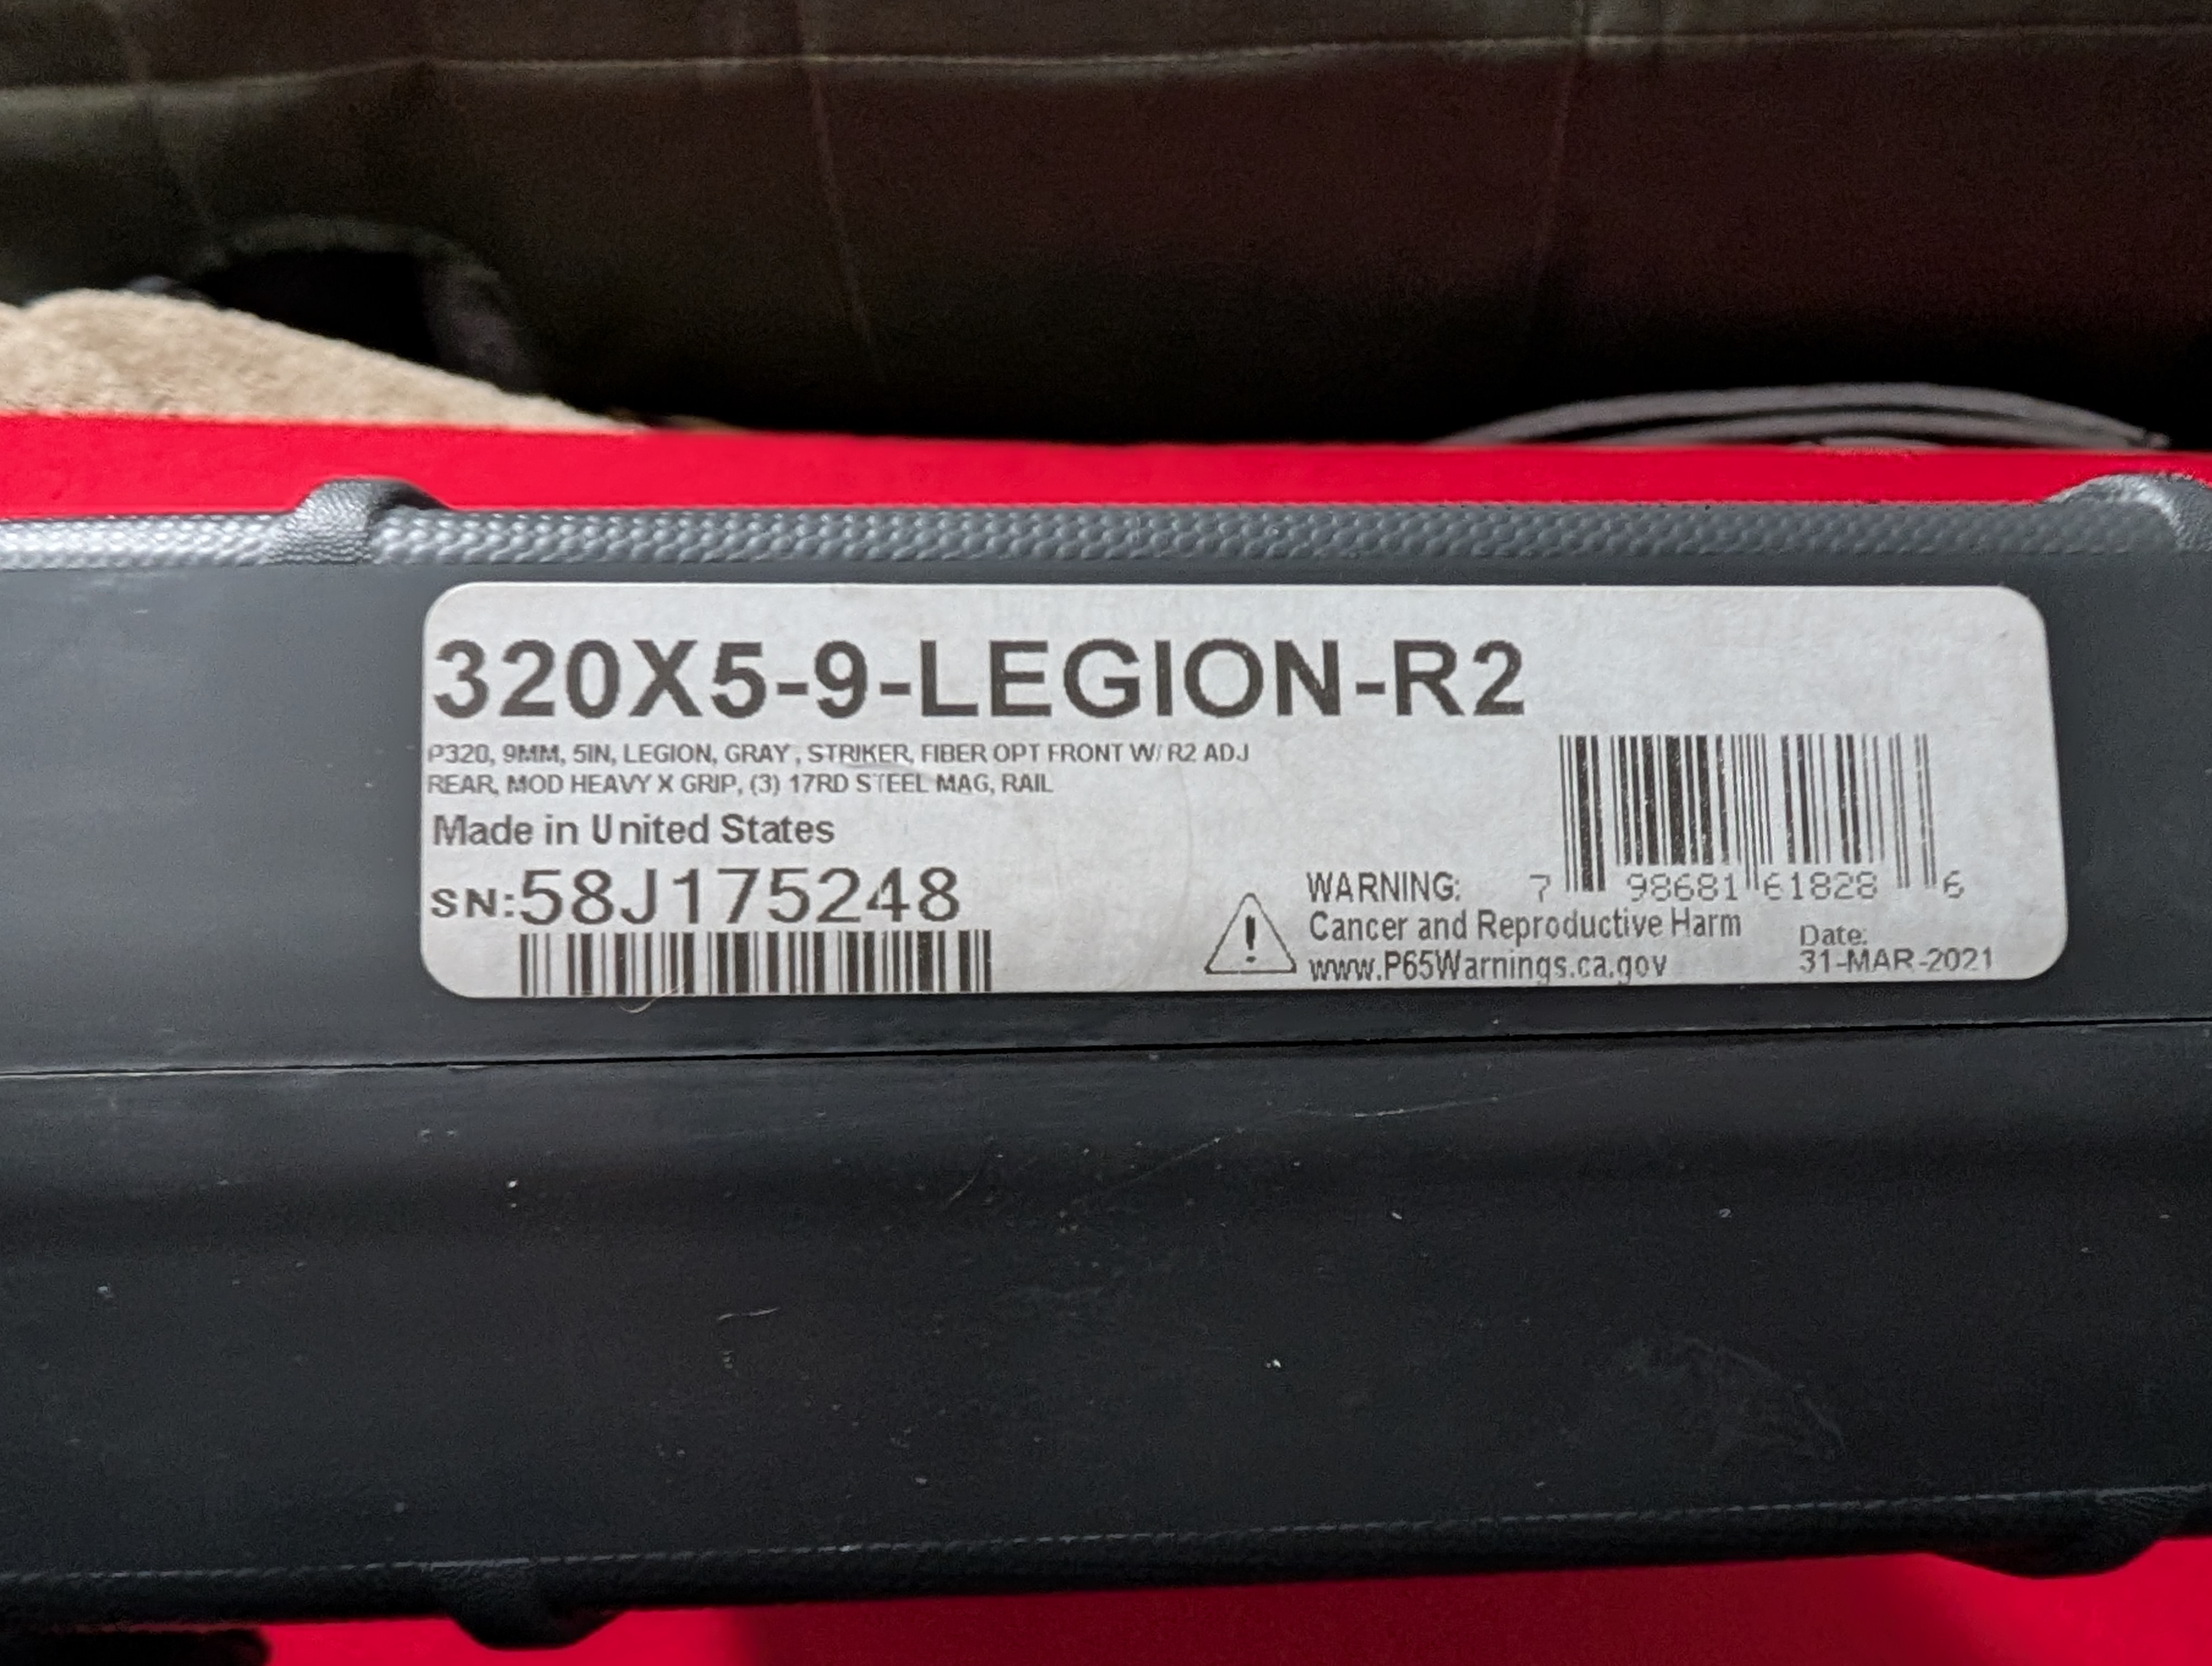 320X5-9-LEGION-R2
P320, 9MM, 5IN, LEGION, GRAY , STRIKER, FIBER OPT FRONT W/ R2 ADJ
REAR, MOD HEAVY X GRIP, (3) 17RD STEEL MAG, RAIL
Made in United States
SN:58J175248
7 98681 61828 6
WARNING:
Cancer and Reproductive Harm
www.P65Warnings.ca.gov
Date:
31-MAR-2021